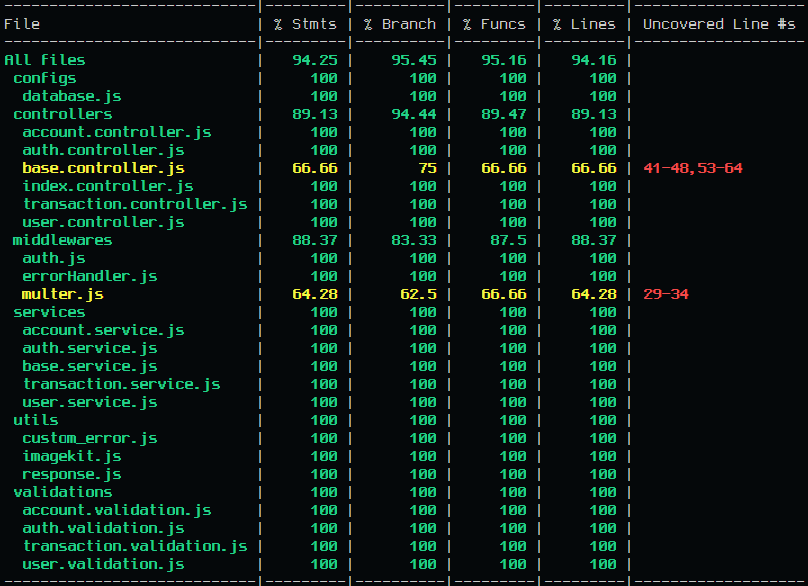 -----------------------------|---------|----------|---------|---------|-------------------
File                         | % Stmts | % Branch | % Funcs | % Lines | Uncovered Line #s
-----------------------------|---------|----------|---------|---------|-------------------
All files                    |   94.25 |    95.45 |   95.16 |   94.16 |
 configs                     |     100 |      100 |     100 |     100 |
  database.js                |     100 |      100 |     100 |     100 |
 controllers                 |   89.13 |    94.44 |   89.47 |   89.13 |
  account.controller.js      |     100 |      100 |     100 |     100 |
  auth.controller.js         |     100 |      100 |     100 |     100 |
  base.controller.js         |   66.66 |       75 |   66.66 |   66.66 | 41-48,53-64
  index.controller.js        |     100 |      100 |     100 |     100 |
  transaction.controller.js  |     100 |      100 |     100 |     100 |
  user.controller.js         |     100 |      100 |     100 |     100 |
 middlewares                 |   88.37 |    83.33 |    87.5 |   88.37 |
  auth.js                    |     100 |      100 |     100 |     100 |
  errorHandler.js            |     100 |      100 |     100 |     100 |
  multer.js                  |   64.28 |     62.5 |   66.66 |   64.28 | 29-34
 services                    |     100 |      100 |     100 |     100 |
  account.service.js         |     100 |      100 |     100 |     100 |
  auth.service.js            |     100 |      100 |     100 |     100 |
  base.service.js            |     100 |      100 |     100 |     100 |
  transaction.service.js     |     100 |      100 |     100 |     100 |
  user.service.js            |     100 |      100 |     100 |     100 |
 utils                       |     100 |      100 |     100 |     100 |
  custom_error.js            |     100 |      100 |     100 |     100 |
  imagekit.js                |     100 |      100 |     100 |     100 |
  response.js                |     100 |      100 |     100 |     100 |
 validations                 |     100 |      100 |     100 |     100 |
  account.validation.js      |     100 |      100 |     100 |     100 |
  auth.validation.js         |     100 |      100 |     100 |     100 |
  transaction.validation.js  |     100 |      100 |     100 |     100 |
  user.validation.js         |     100 |      100 |     100 |     100 |
-----------------------------|---------|----------|---------|---------|-------------------